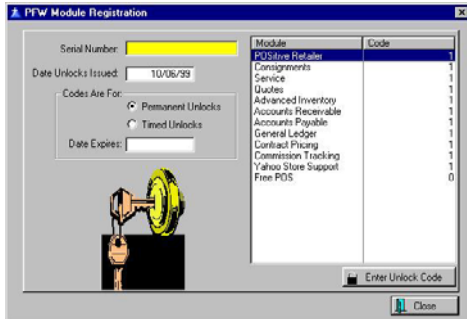 PFW Module Registration
Serial Number:
Date Unlocks Issued: 10/06/99
Codes Are For:
Permanent Unlocks
Timed Unlocks
Date Expires:
Module Code
POSitive Retailer 1
Consignments 1
Service 1
Quotes 1
Advanced Inventory 1
Accounts Receivable 1
Accounts Payable 1
General Ledger 1
Contract Pricing 1
Commission Tracking 1
Yahoo Store Support 1
Free POS 0
Enter Unlock Code
Close